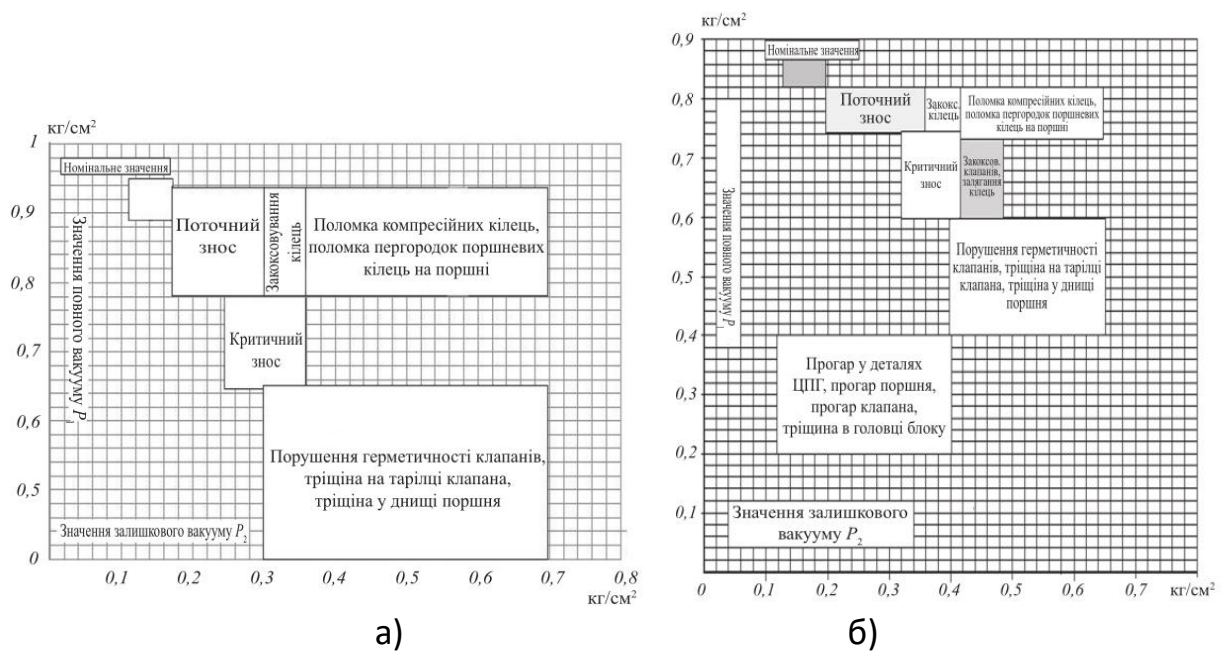 кг/см²
1
Номінальне значення
0,9
Поточний
знос
Закоксовування
кілець
Поломка компресійних кілець,
поломка пергородок поршневих
кілець на поршні
0,8
Значення повного вакууму P₁
0,7
Критичний
знос
0,6
Порушення герметичності клапанів,
тріщіна на тарілці клапана,
тріщіна у днищі поршня
0,5
Значення залишкового вакууму P₂
0
0,1
0,2
0,3
0,4
0,5
0,6
0,7
0,8
кг/см²
а)
кг/см²
0,9
Номінальне значення
0,8
Поточний
знос
Закокс.
кілець
Поломка компресійних кілець,
поломка пергородок поршневих
кілець на поршні
0,7
Критичний
знос
Закоксов.
клапанів,
залягання
кілець
Значення повного вакууму P₁
0,6
Порушення герметичності
клапанів, тріщіна на тарілці
клапана, тріщіна у днищі
поршня
0,5
0,4
Прогар у деталях
ЦПГ, прогар поршня,
прогар клапана,
тріщина в головці блоку
0,3
0,2
0,1
Значення залишкового
вакууму P₂
0
0,1
0,2
0,3
0,4
0,5
0,6
0,7
кг/см²
б)